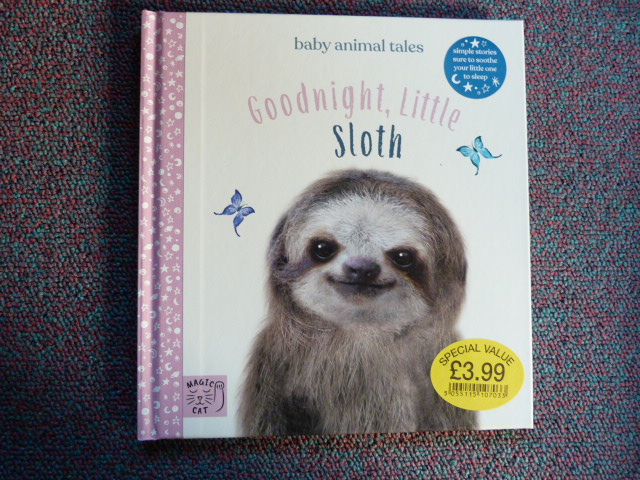 baby animal tales
simple stories
sure to soothe
your little one
to sleep
Goodnight, Little
Sloth
SPECIAL VALUE
£3.99
5055115107033
MAGIC
CAT